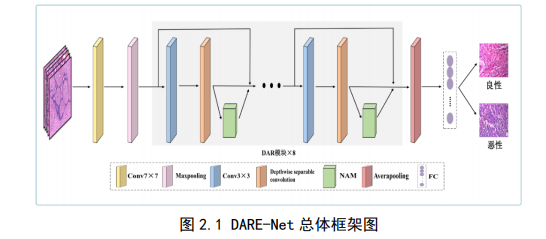 良性
恶性
DAR模块×8
Conv7×7
Maxpooling
Conv3×3
Depthwise separable
convolution
NAM
Averapooling
FC
图 2.1 DARE-Net 总体框架图